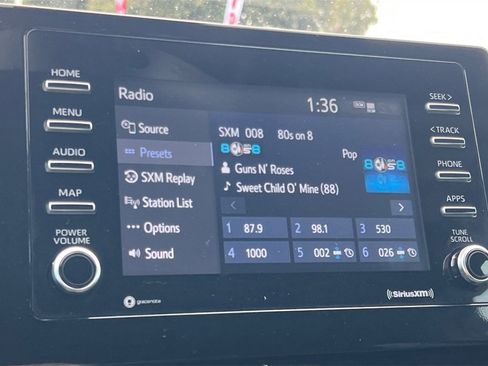 HOME
MENU
AUDIO
MAP
POWER
VOLUME
Radio
1:36
Source
Presets
SXM Replay
Station List
Options
Sound
SXM 008 80s on 8
Pop
Guns N' Roses
Sweet Child O' Mine (88)
1 87.9 2 98.1 3 530
4 1000 5 002 6 026
SEEK >
< TRACK
PHONE
APPS
TUNE
SCROLL
gracenote
((SiriusXM))